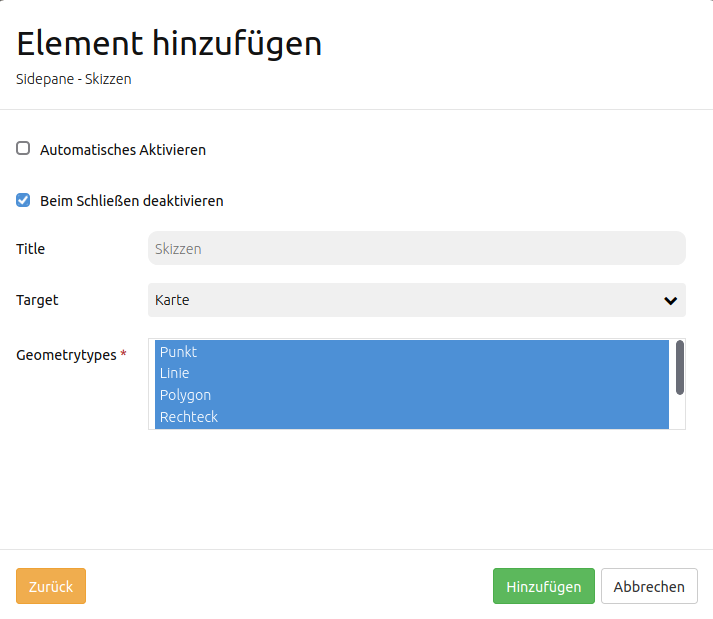 Element hinzufügen
Sidepane - Skizzen
Automatisches Aktivieren
Beim Schließen deaktivieren
Title Skizzen
Target Karte
Geometrytypes *
Punkt
Linie
Polygon
Rechteck
Zurück Hinzufügen Abbrechen